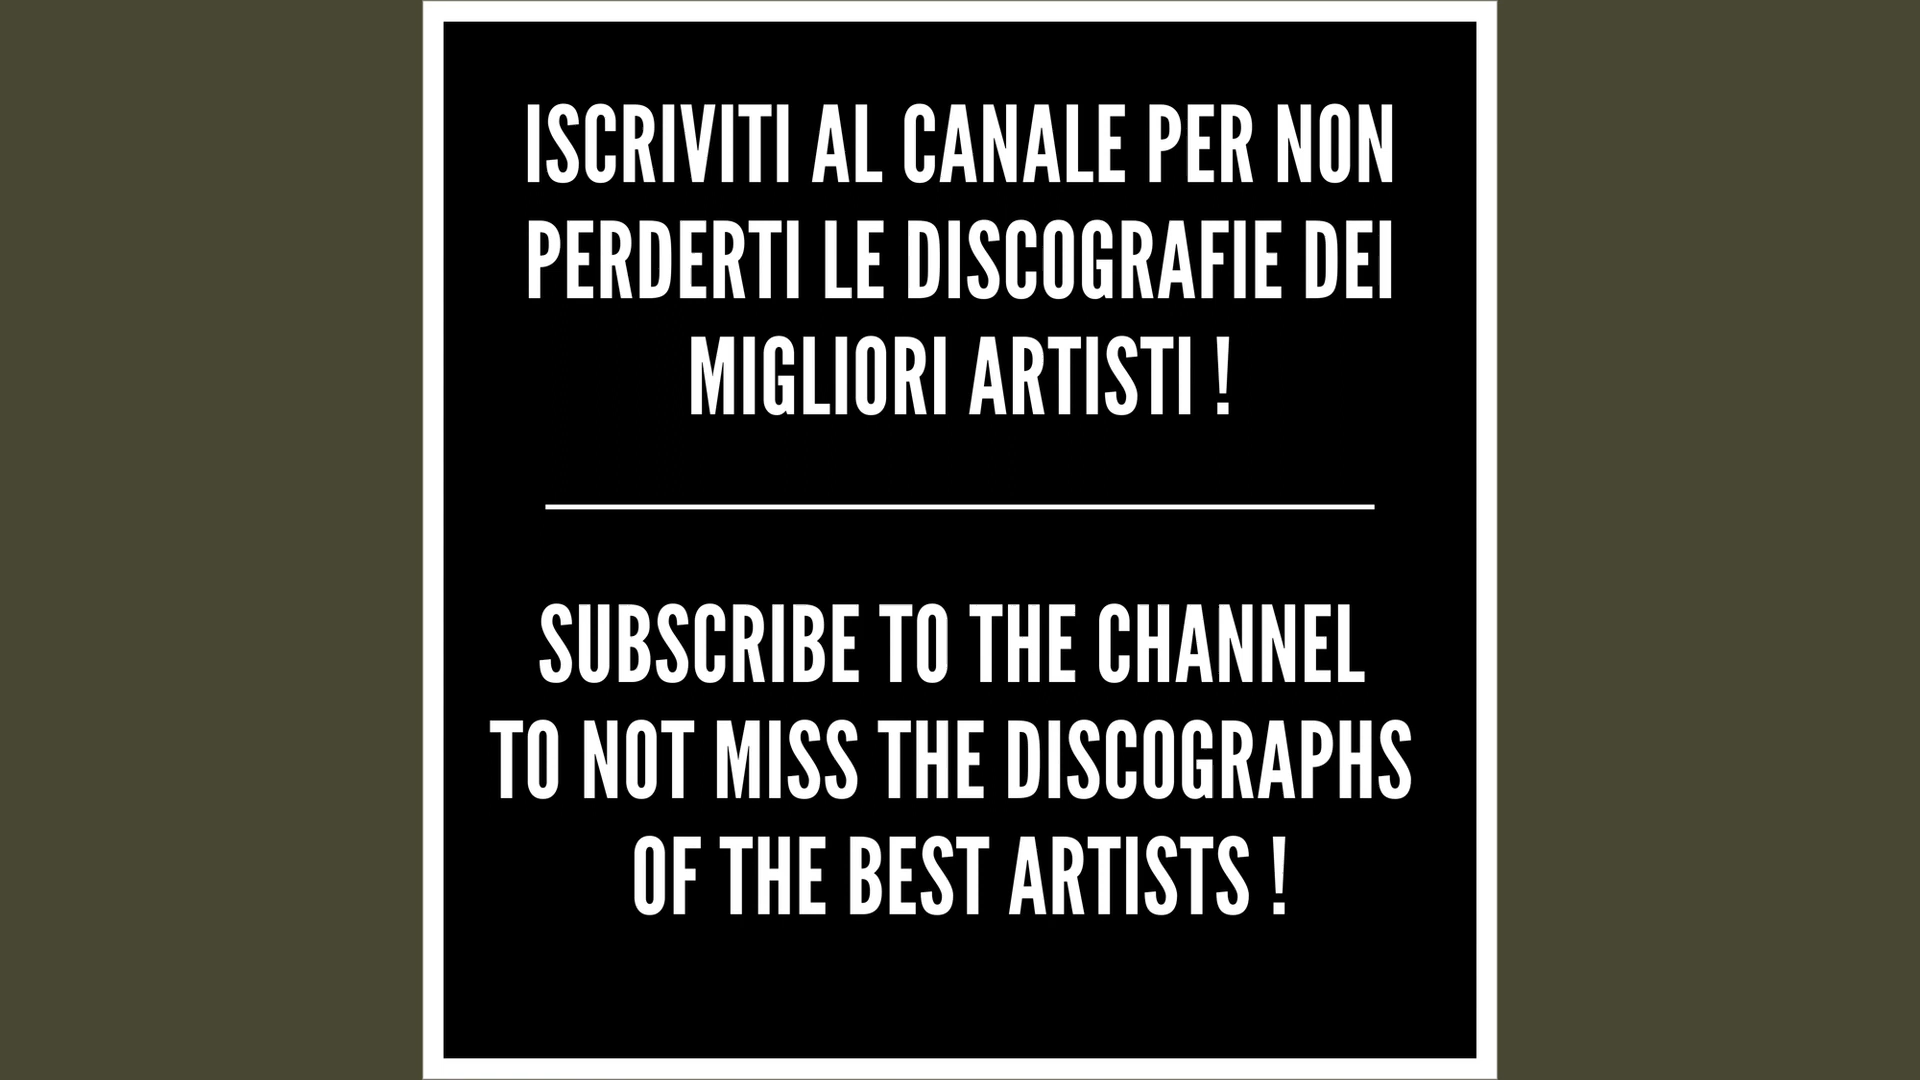 ISCRIVITI AL CANALE PER NON
PERDERTI LE DISCOGRAFIE DEI
MIGLIORI ARTISTI !
SUBSCRIBE TO THE CHANNEL
TO NOT MISS THE DISCOGRAPHS
OF THE BEST ARTISTS !